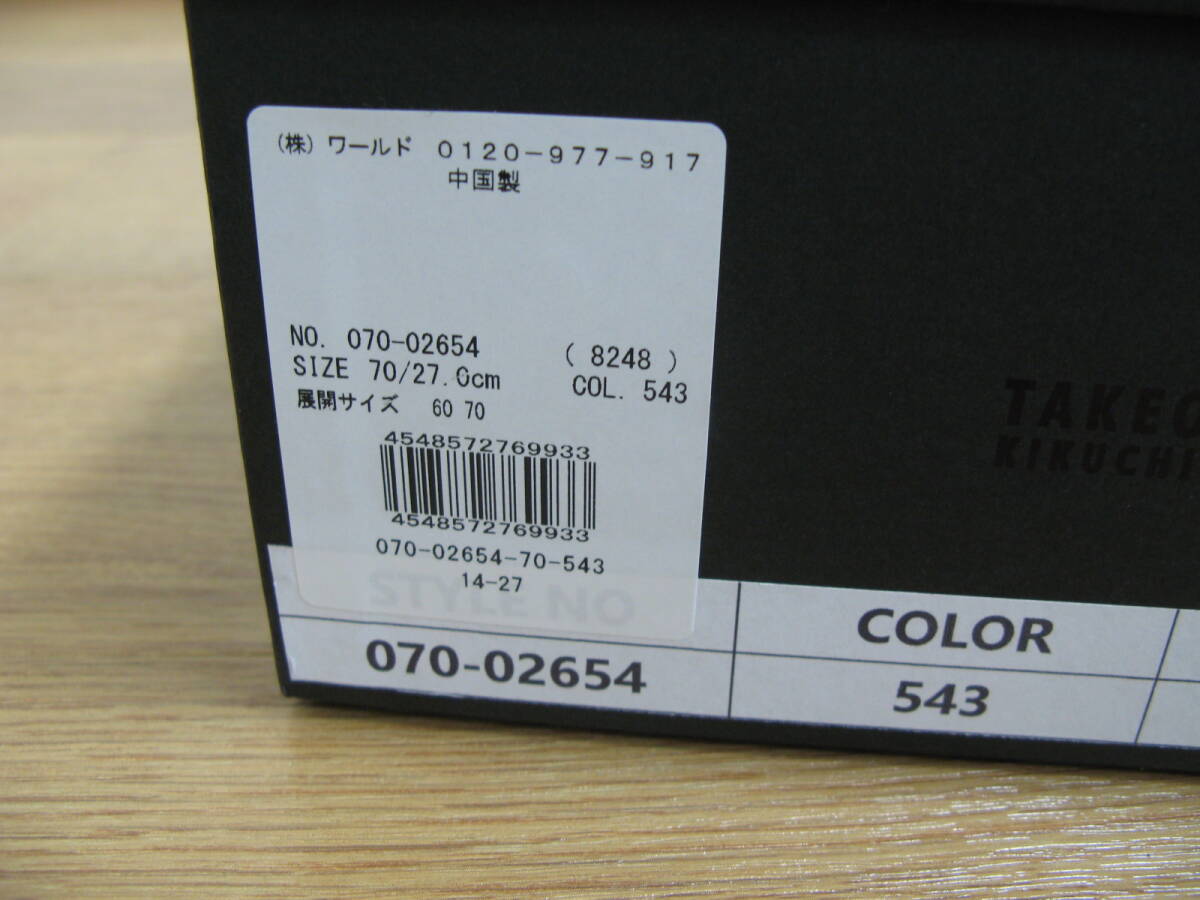 (株) ワールド 0120-977-917
中国製
NO. 070-02654 ( 8248 )
SIZE 70/27.0cm COL. 543
展開サイズ 60 70
4548572769933
4548572769933
070-02654-70-543
14-27
TAKEO
KIKUCHI
STYLE NO COLOR
070-02654 543